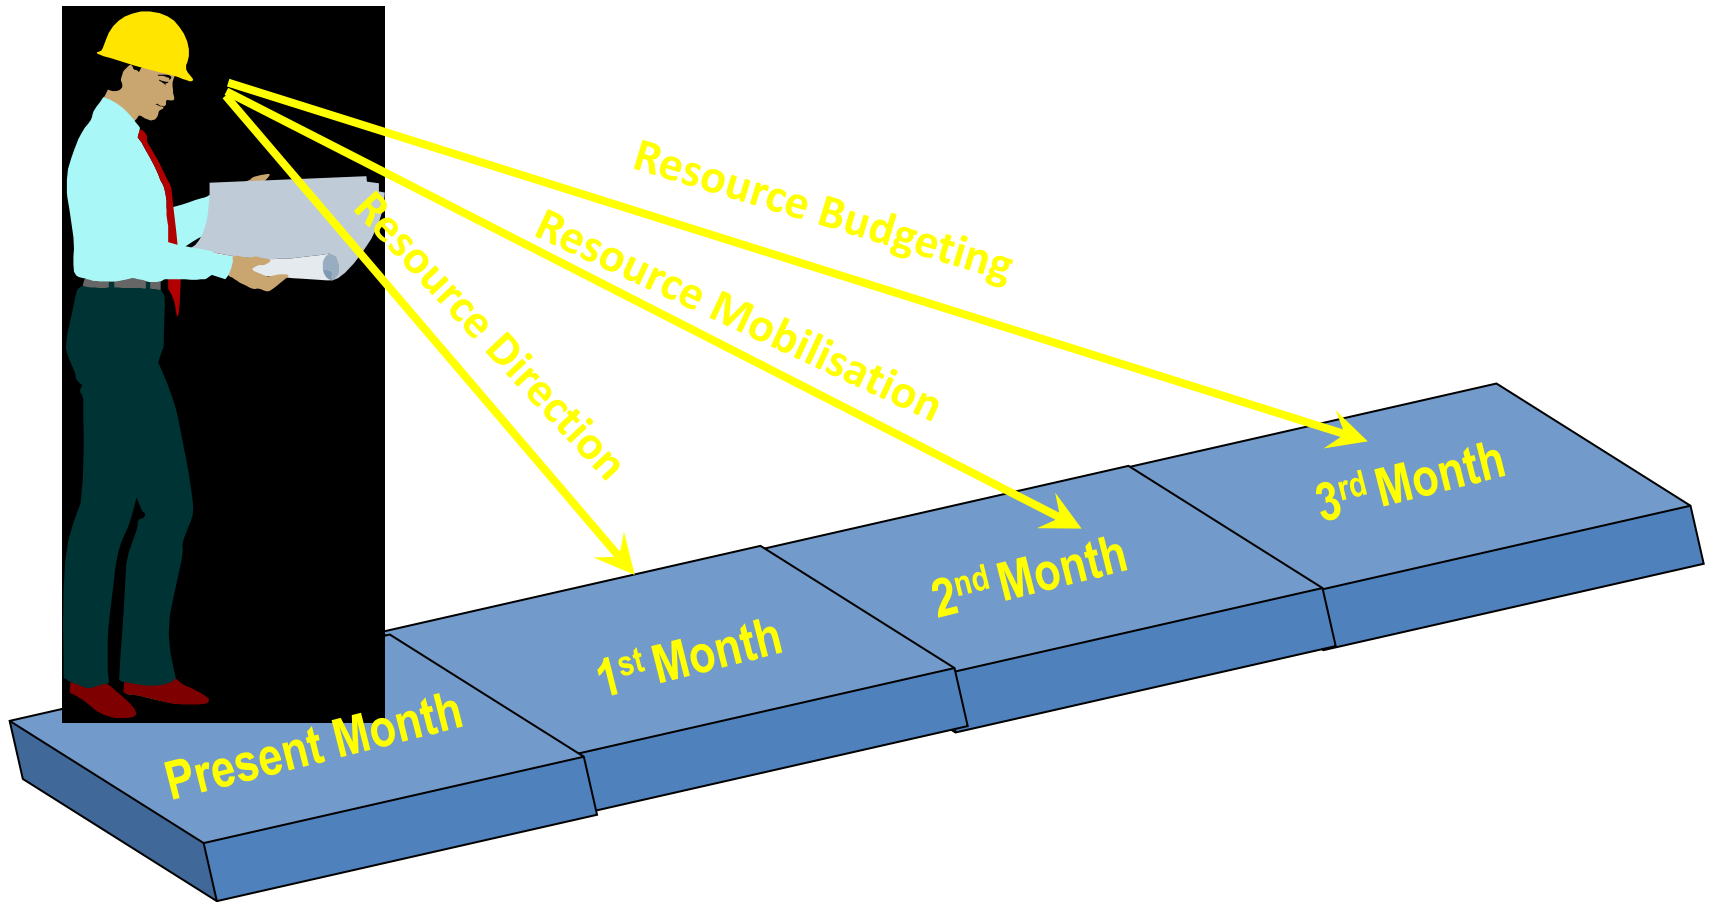 Resource Budgeting
Resource Mobilisation
Resource Direction
3rd Month
2nd Month
1st Month
Present Month